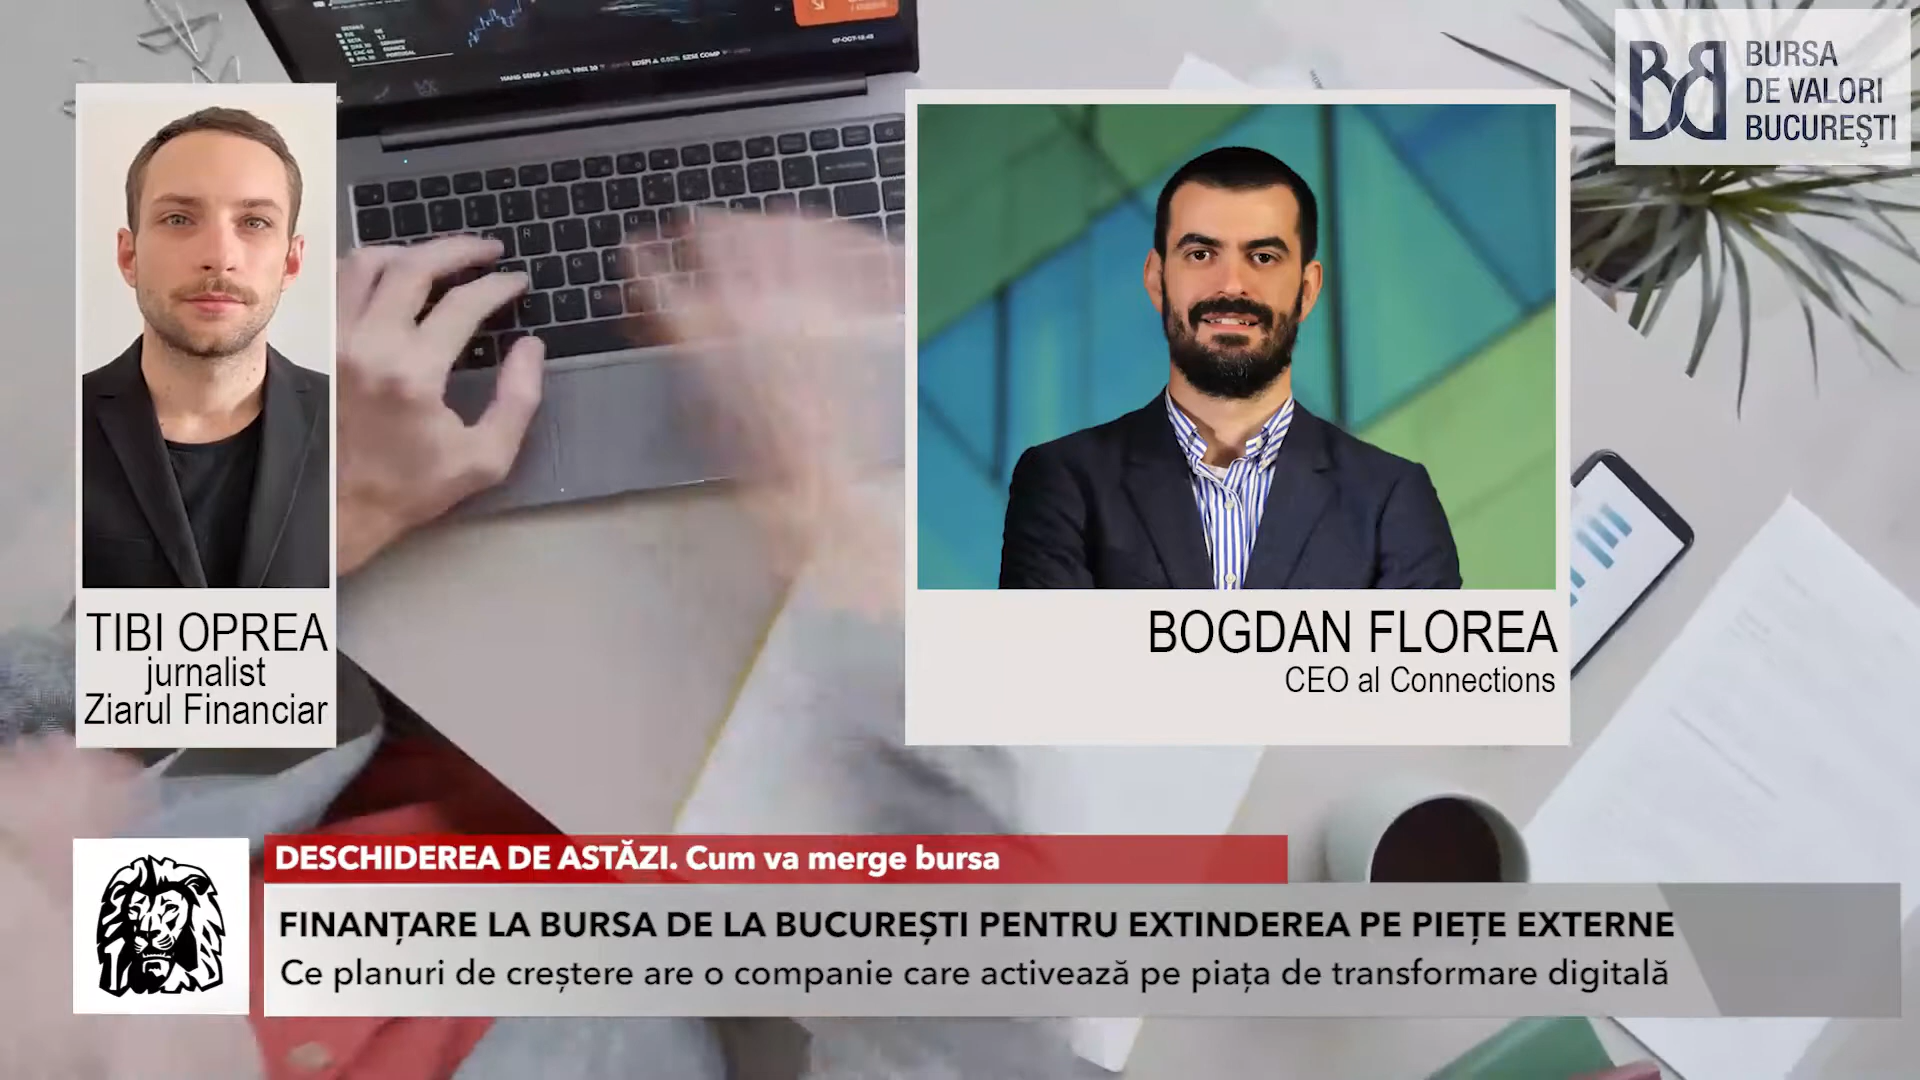 BURSA
DE VALORI
BUCUREȘTI
TIBI OPREA
jurnalist
Ziarul Financiar
BOGDAN FLOREA
CEO al Connections
DESCHIDEREA DE ASTĂZI. Cum va merge bursa
FINANȚARE LA BURSA DE LA BUCUREȘTI PENTRU EXTINDEREA PE PIEȚE EXTERNE
Ce planuri de creștere are o companie care activează pe piața de transformare digitală